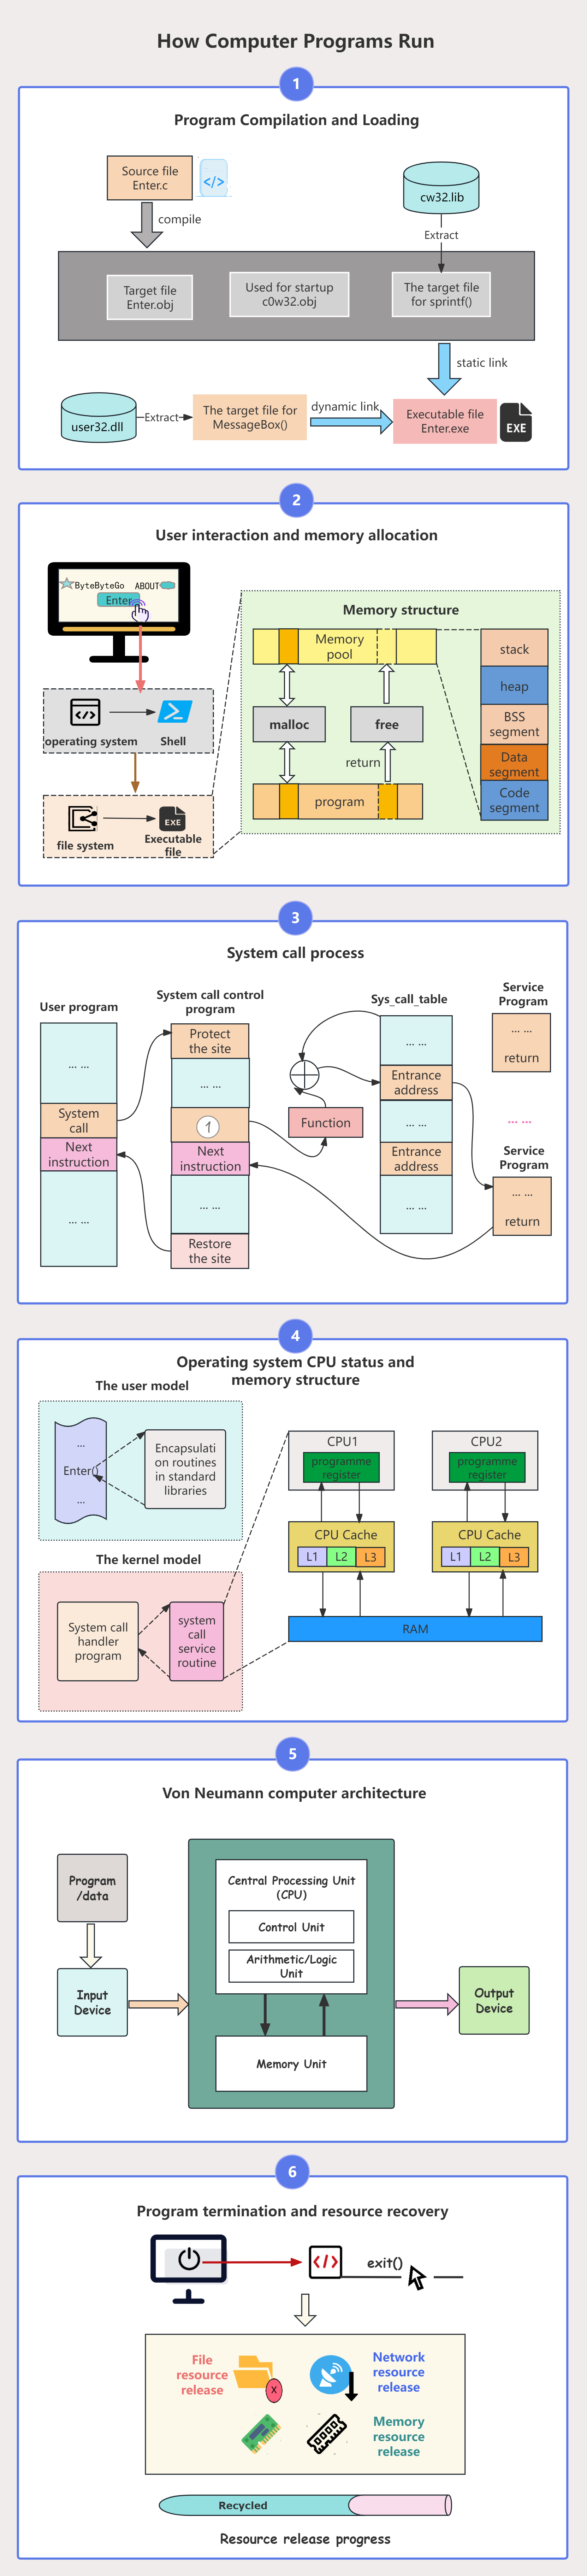 How Computer Programs Run
1
Program Compilation and Loading
Source file
Enter.c
</>
cw32.lib
compile
Extract
Target file
Enter.obj
Used for startup
c0w32.obj
The target file
for sprintf()
static link
user32.dll
Extract
The target file for
MessageBox()
dynamic link
Executable file
Enter.exe
EXE
2
User interaction and memory allocation
ByteByteGo
ABOUT
Enter
operating system
Shell
file system
EXE
Executable
file
Memory structure
Memory
pool
malloc
free
return
program
stack
heap
BSS
segment
Data
segment
Code
segment
3
System call process
User program
... ...
System
call
Next
instruction
... ...
System call control
program
Protect
the site
... ...
1
Next
instruction
... ...
Restore
the site
Function
Sys_call_table
... ...
Entrance
address
... ...
Entrance
address
... ...
Service
Program
... ...
return
... ...
Service
Program
... ...
return
4
Operating system CPU status and
memory structure
The user model
...
Enter()
...
Encapsulati
on routines
in standard
libraries
The kernel model
System call
handler
program
system
call
service
routine
CPU1
programme
register
CPU Cache
L1
L2
L3
CPU2
programme
register
CPU Cache
L1
L2
L3
RAM
5
Von Neumann computer architecture
Program
/data
Input
Device
Central Processing Unit
(CPU)
Control Unit
Arithmetic/Logic
Unit
Memory Unit
Output
Device
6
Program termination and resource recovery
</>
exit()
File
resource
release
X
Network
resource
release
Memory
resource
release
Recycled
Resource release progress